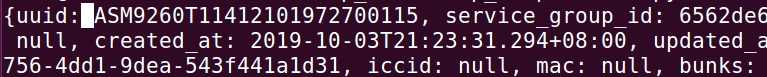 {uuid: ASM9260T11412101972700115, service_group_id: 6562de6
null, created_at: 2019-10-03T21:23:31.294+08:00, updated_a
756-4dd1-9dea-543f441a1d31, iccid: null, mac: null, bunks: